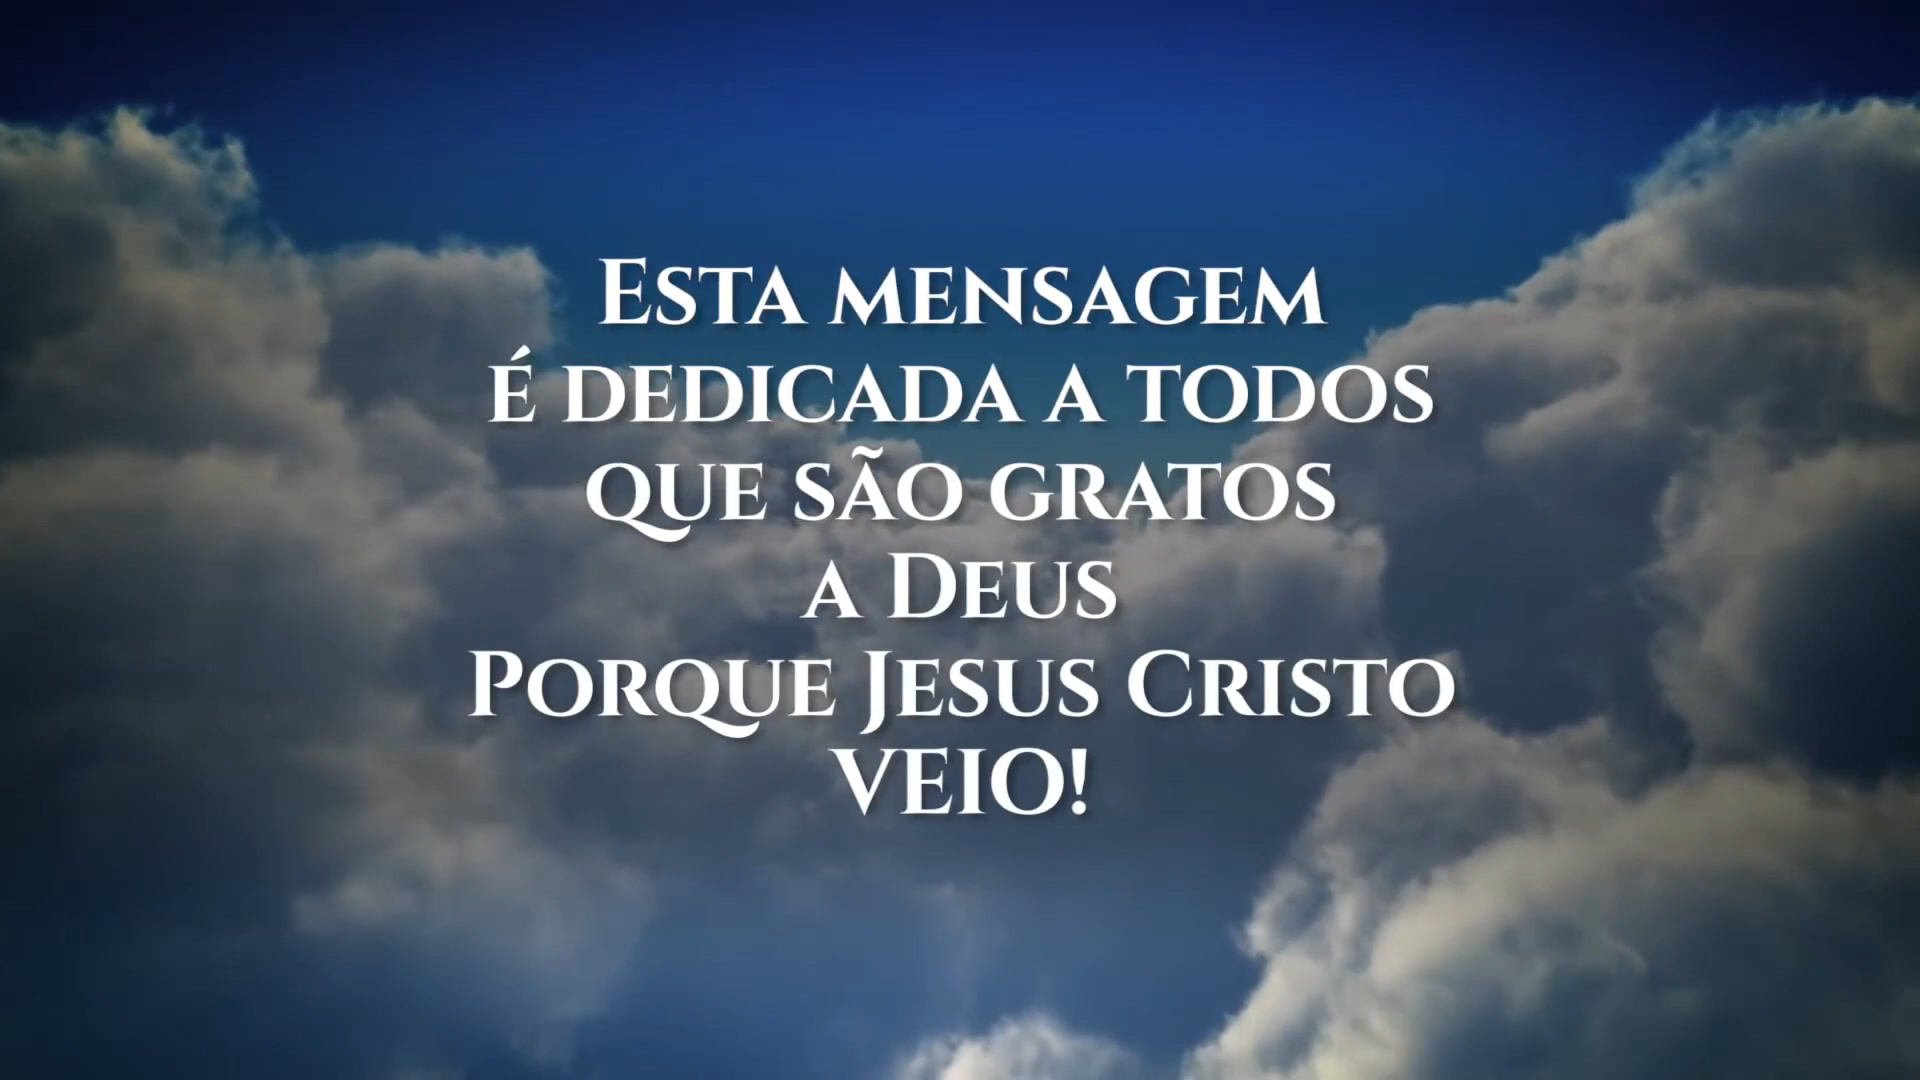 Esta mensagem
é dedicada a todos
que são gratos
a Deus
Porque Jesus Cristo
VEIO!